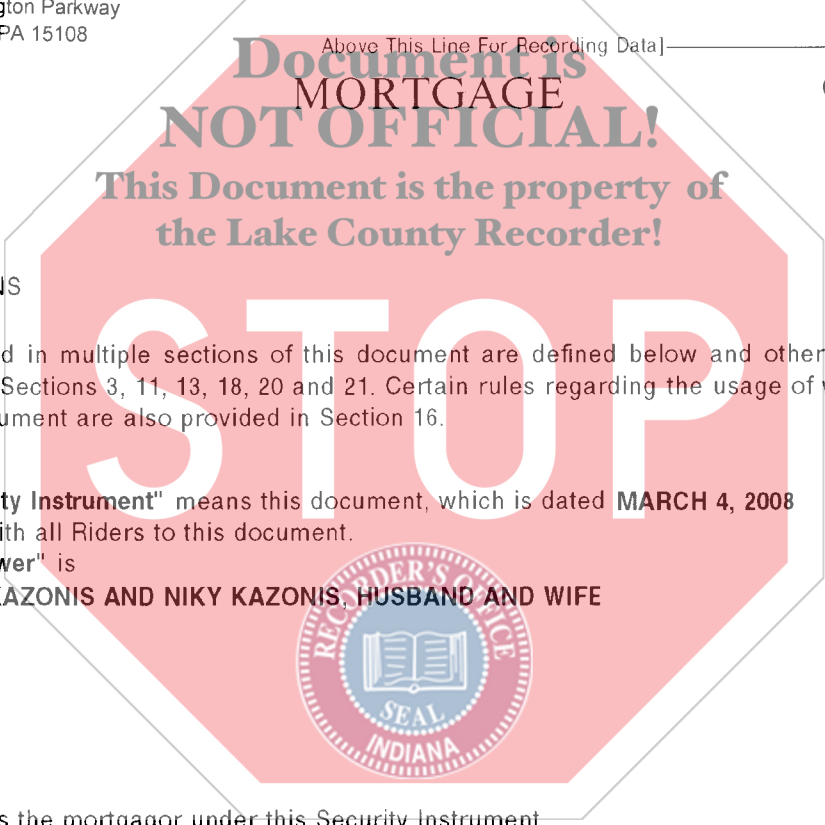 gton Parkway
PA 15108
Above This Line For Recording Data]
Document is
MORTGAGE
NOT OFFICIAL!
This Document is the property of
the Lake County Recorder!
NS
STOP
d in multiple sections of this document are defined below and other
Sections 3, 11, 13, 18, 20 and 21. Certain rules regarding the usage of
ument are also provided in Section 16.
ty Instrument" means this document, which is dated MARCH 4, 2008
ith all Riders to this document.
wer" is
KAZONIS AND NIKY KAZONIS, HUSBAND AND WIFE
RECORDER'S OFFICE
SEAL
INDIANA
s the mortgagor under this Security Instrument